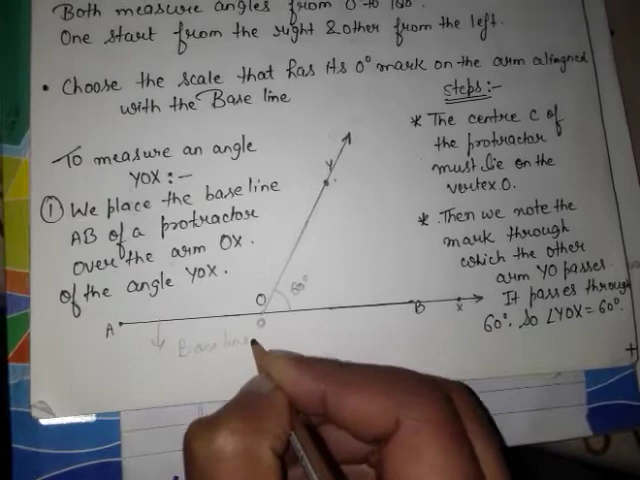 Both measure angles from 0 to 180°.
One start from the right & other from the left.
• Choose the scale that has its 0° mark on the arm aliegned
with the Base line
To measure an angle
YOX :-
① We place the base line
AB of a protractor
over the arm OX.
of the angle YOX.
Steps:-
* The centre C of
the protractor
must lie on the
vertex O.
* Then we note the
mark through
which the other
arm YO passes.
It passes through
60°. So ∠YOX = 60°.
Y
60°
O
A
B
X
O
Base line